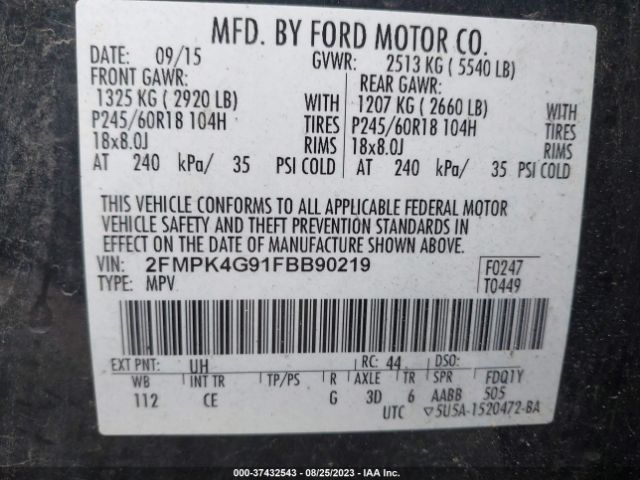 MFD. BY FORD MOTOR CO.
DATE: 09/15 GVWR: 2513 KG ( 5540 LB)
FRONT GAWR: REAR GAWR:
1325 KG ( 2920 LB) WITH 1207 KG ( 2660 LB) WITH
P245/60R18 104H TIRES P245/60R18 104H TIRES
18x8.0J RIMS 18x8.0J RIMS
AT 240 kPa/ 35 PSI COLD AT 240 kPa/ 35 PSI COLD
THIS VEHICLE CONFORMS TO ALL APPLICABLE FEDERAL MOTOR
VEHICLE SAFETY AND THEFT PREVENTION STANDARDS IN
EFFECT ON THE DATE OF MANUFACTURE SHOWN ABOVE.
VIN: 2FMPK4G91FBB90219 F0247
TYPE: MPV T0449
EXT PNT: UH RC: 44 DSO:
WB INT TR TP/PS R AXLE TR SPR FDQ1Y
112 CE G 3D 6 AABB 505
UTC ▽5U5A-1520472-BA
000-37432543 - 08/25/2023 - IAA Inc.